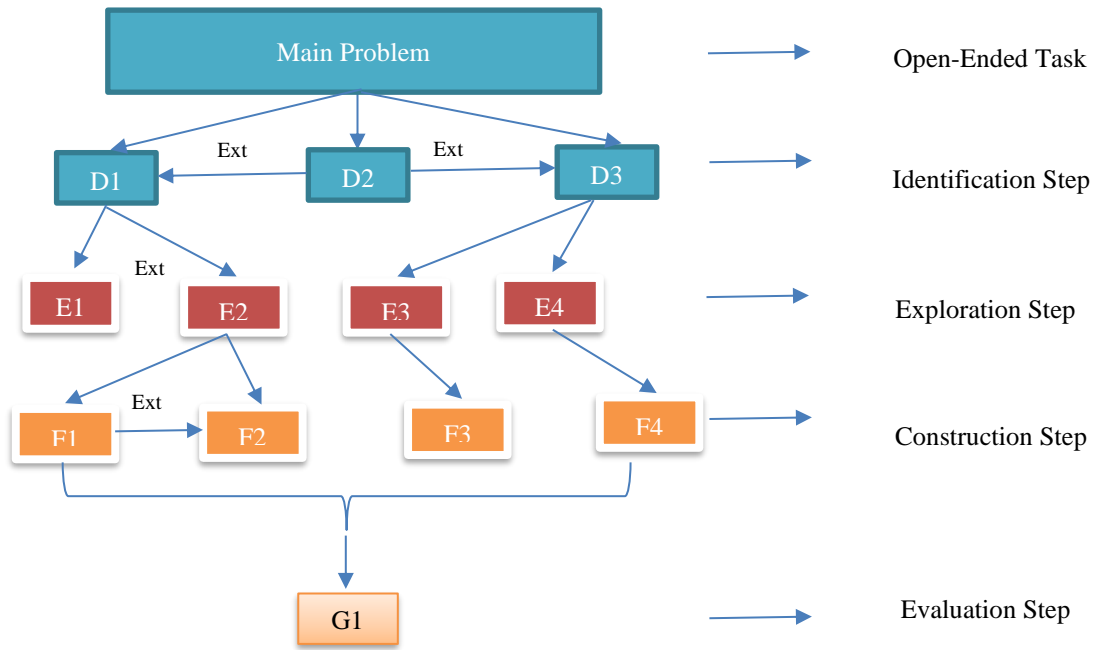 Main Problem
Open-Ended Task
Ext
Ext
D1
D2
D3
Identification Step
Ext
E1
E2
E3
E4
Exploration Step
Ext
F1
F2
F3
F4
Construction Step
G1
Evaluation Step